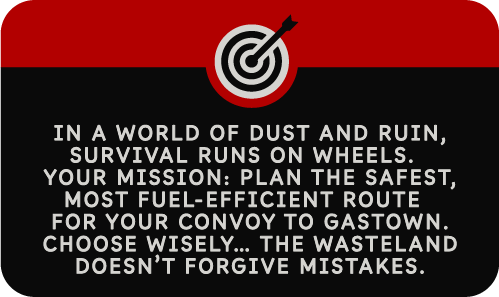 IN A WORLD OF DUST AND RUIN,
SURVIVAL RUNS ON WHEELS.
YOUR MISSION: PLAN THE SAFEST,
MOST FUEL-EFFICIENT ROUTE
FOR YOUR CONVOY TO GASTOWN.
CHOOSE WISELY... THE WASTELAND
DOESN'T FORGIVE MISTAKES.